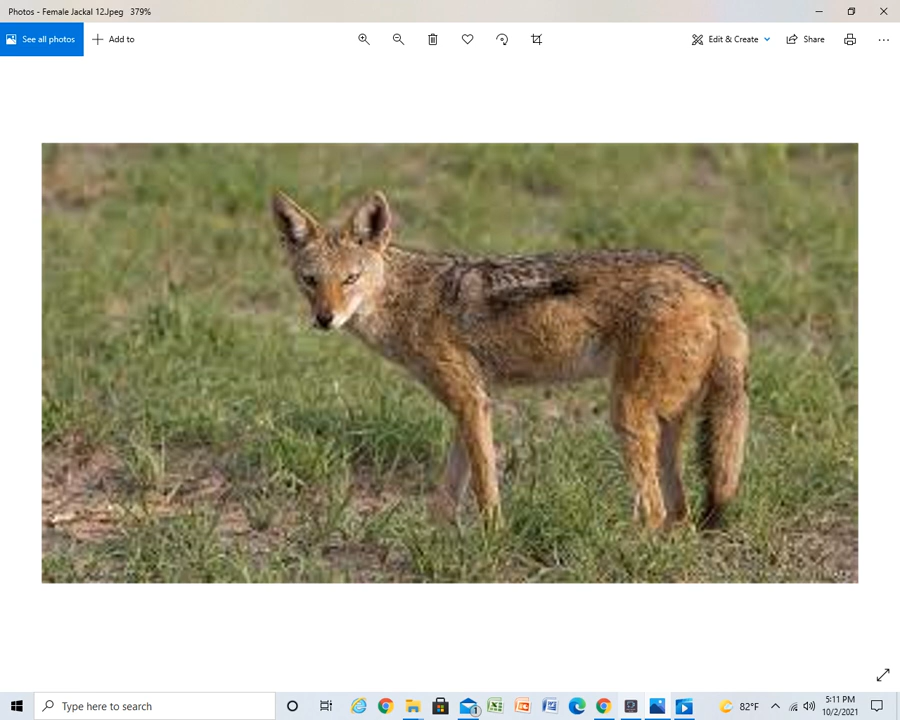 Photos - Female Jackal 12.Jpeg   379%
See all photos
Add to
Edit & Create
Share
Type here to search
1
82°F
5:11 PM
10/2/2021